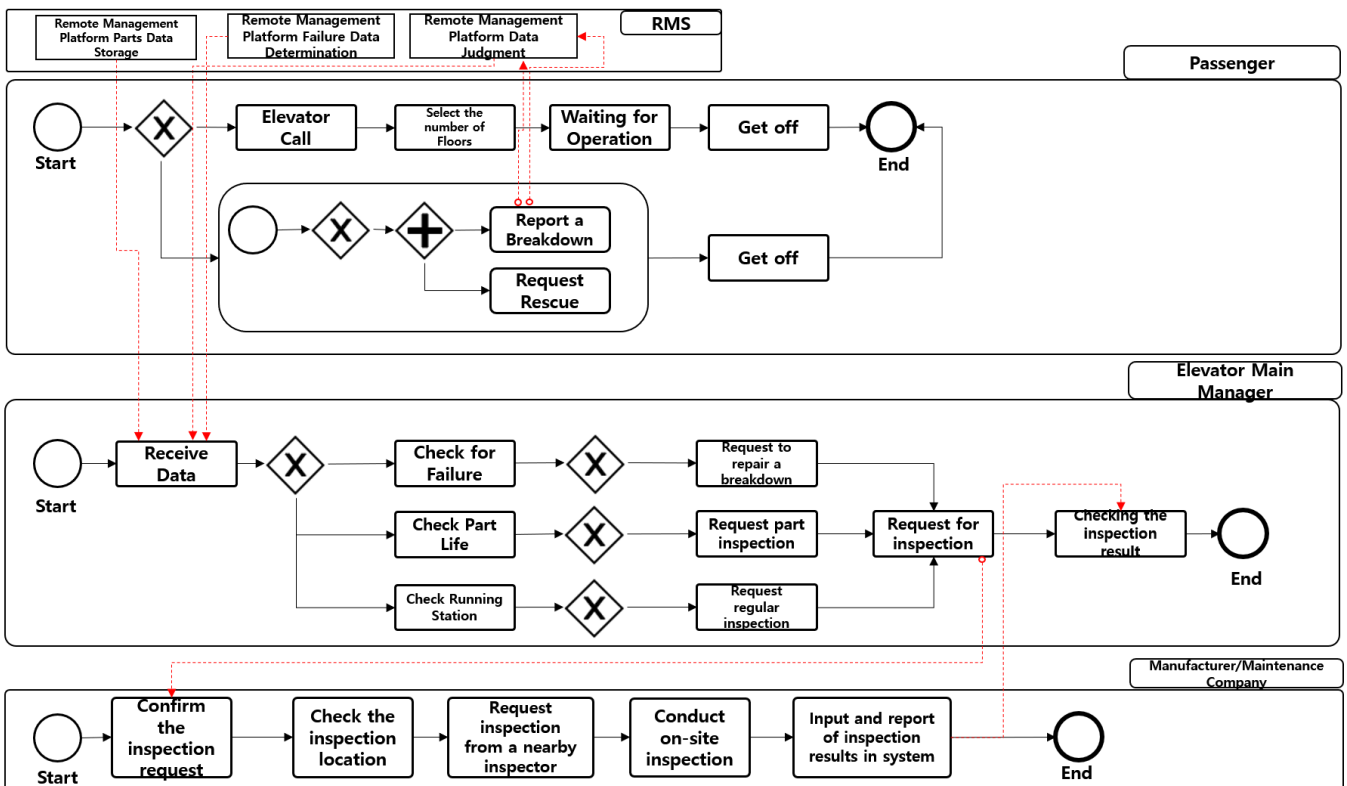 Remote Management
Platform Parts Data
Storage
Remote Management
Platform Failure Data
Determination
Remote Management
Platform Data
Judgment
RMS
Passenger
Start
X
Elevator
Call
Select the
number of
Floors
Waiting for
Operation
Get off
End
X
+
Report a
Breakdown
Request
Rescue
Get off
Elevator Main
Manager
Start
Receive
Data
X
Check for
Failure
X
Request to
repair a
breakdown
Check Part
Life
X
Request part
inspection
Request for
inspection
Checking the
inspection
result
End
Check Running
Station
X
Request
regular
inspection
Manufacturer/Maintenance
Company
Start
Confirm
the
inspection
request
Check the
inspection
location
Request
inspection
from a nearby
inspector
Conduct
on-site
inspection
Input and report
of inspection
results in system
End